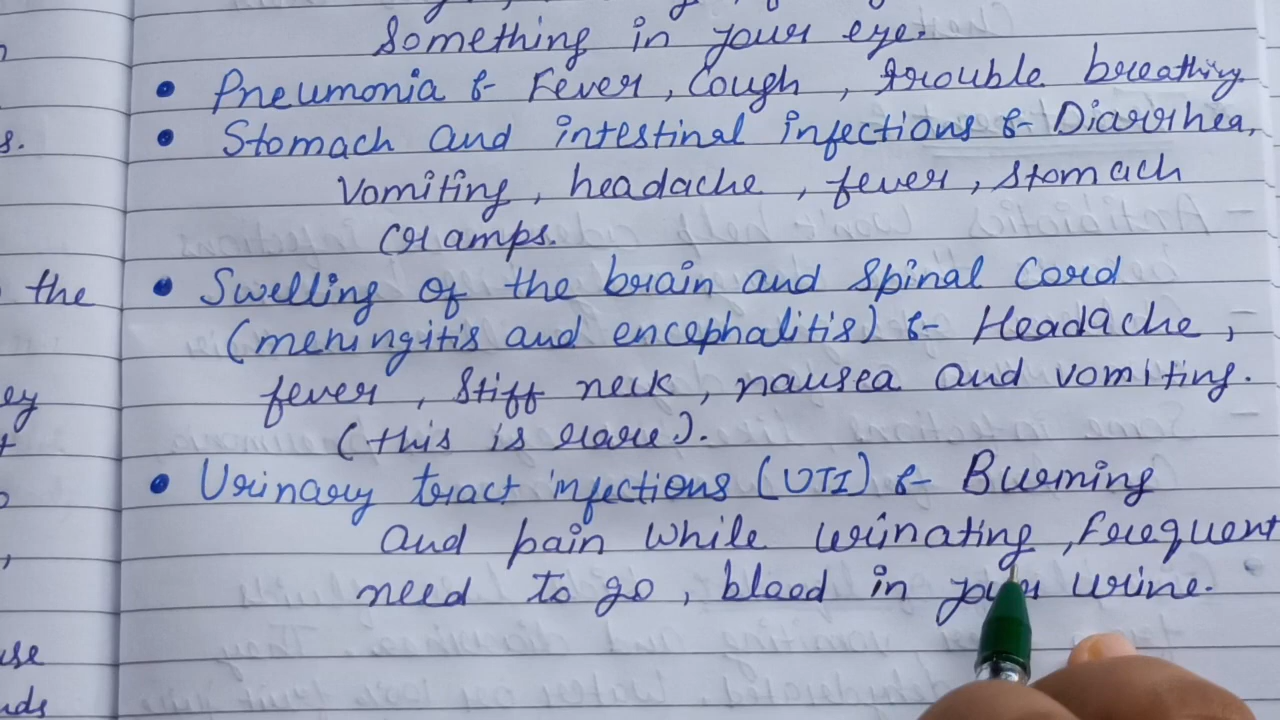 something in your eye.
• Pneumonia :- Fever, Cough, trouble breathing
• Stomach and intestinal infections :- Diarrhea,
vomiting, headache, fever, stomach
cramps.
the
• Swelling of the brain and spinal cord
(meningitis and encephalitis) :- Headache,
fever, stiff neck, nausea and vomiting.
(this is rare).
• Urinary tract infections (UTI) :- Burning
and pain while urinating, frequent
need to go, blood in your urine.